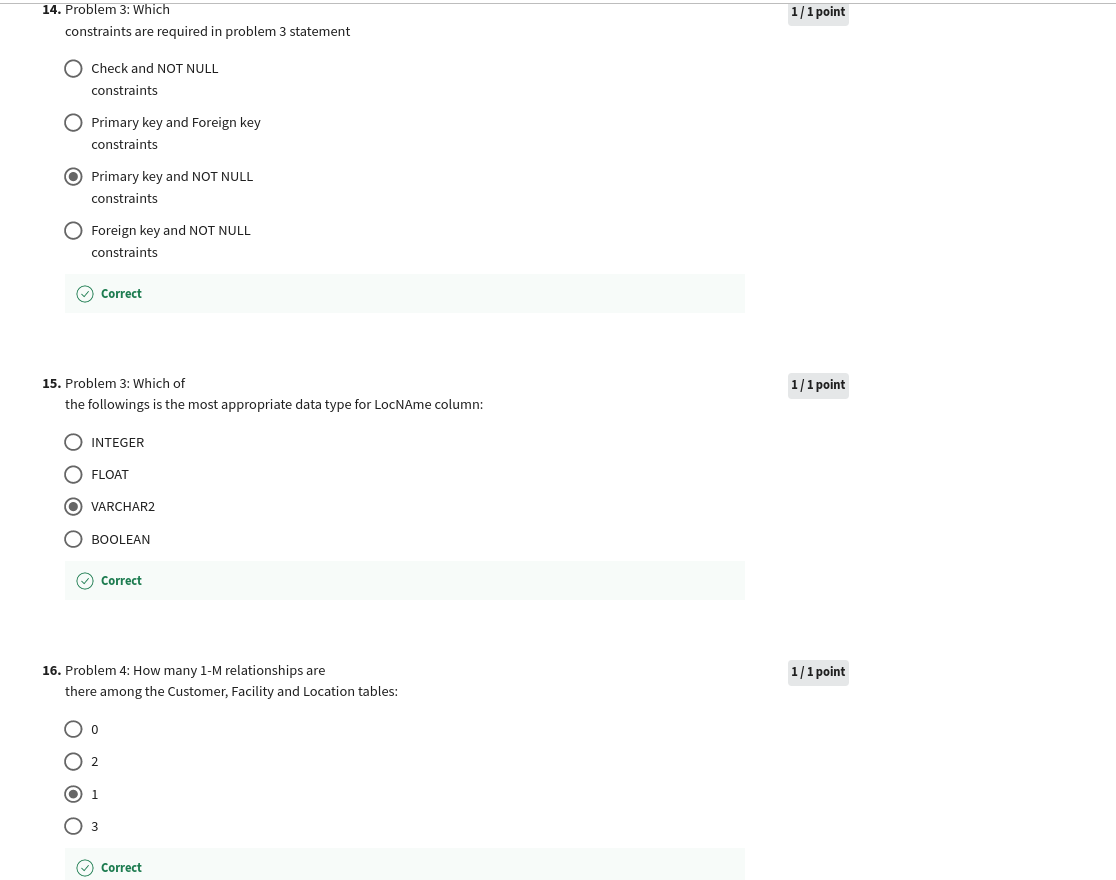 14. Problem 3: Which
constraints are required in problem 3 statement
1 / 1 point
Check and NOT NULL
constraints
Primary key and Foreign key
constraints
Primary key and NOT NULL
constraints
Foreign key and NOT NULL
constraints
Correct
15. Problem 3: Which of
the followings is the most appropriate data type for LocNAme column:
1 / 1 point
INTEGER
FLOAT
VARCHAR2
BOOLEAN
Correct
16. Problem 4: How many 1-M relationships are
there among the Customer, Facility and Location tables:
1 / 1 point
0
2
1
3
Correct